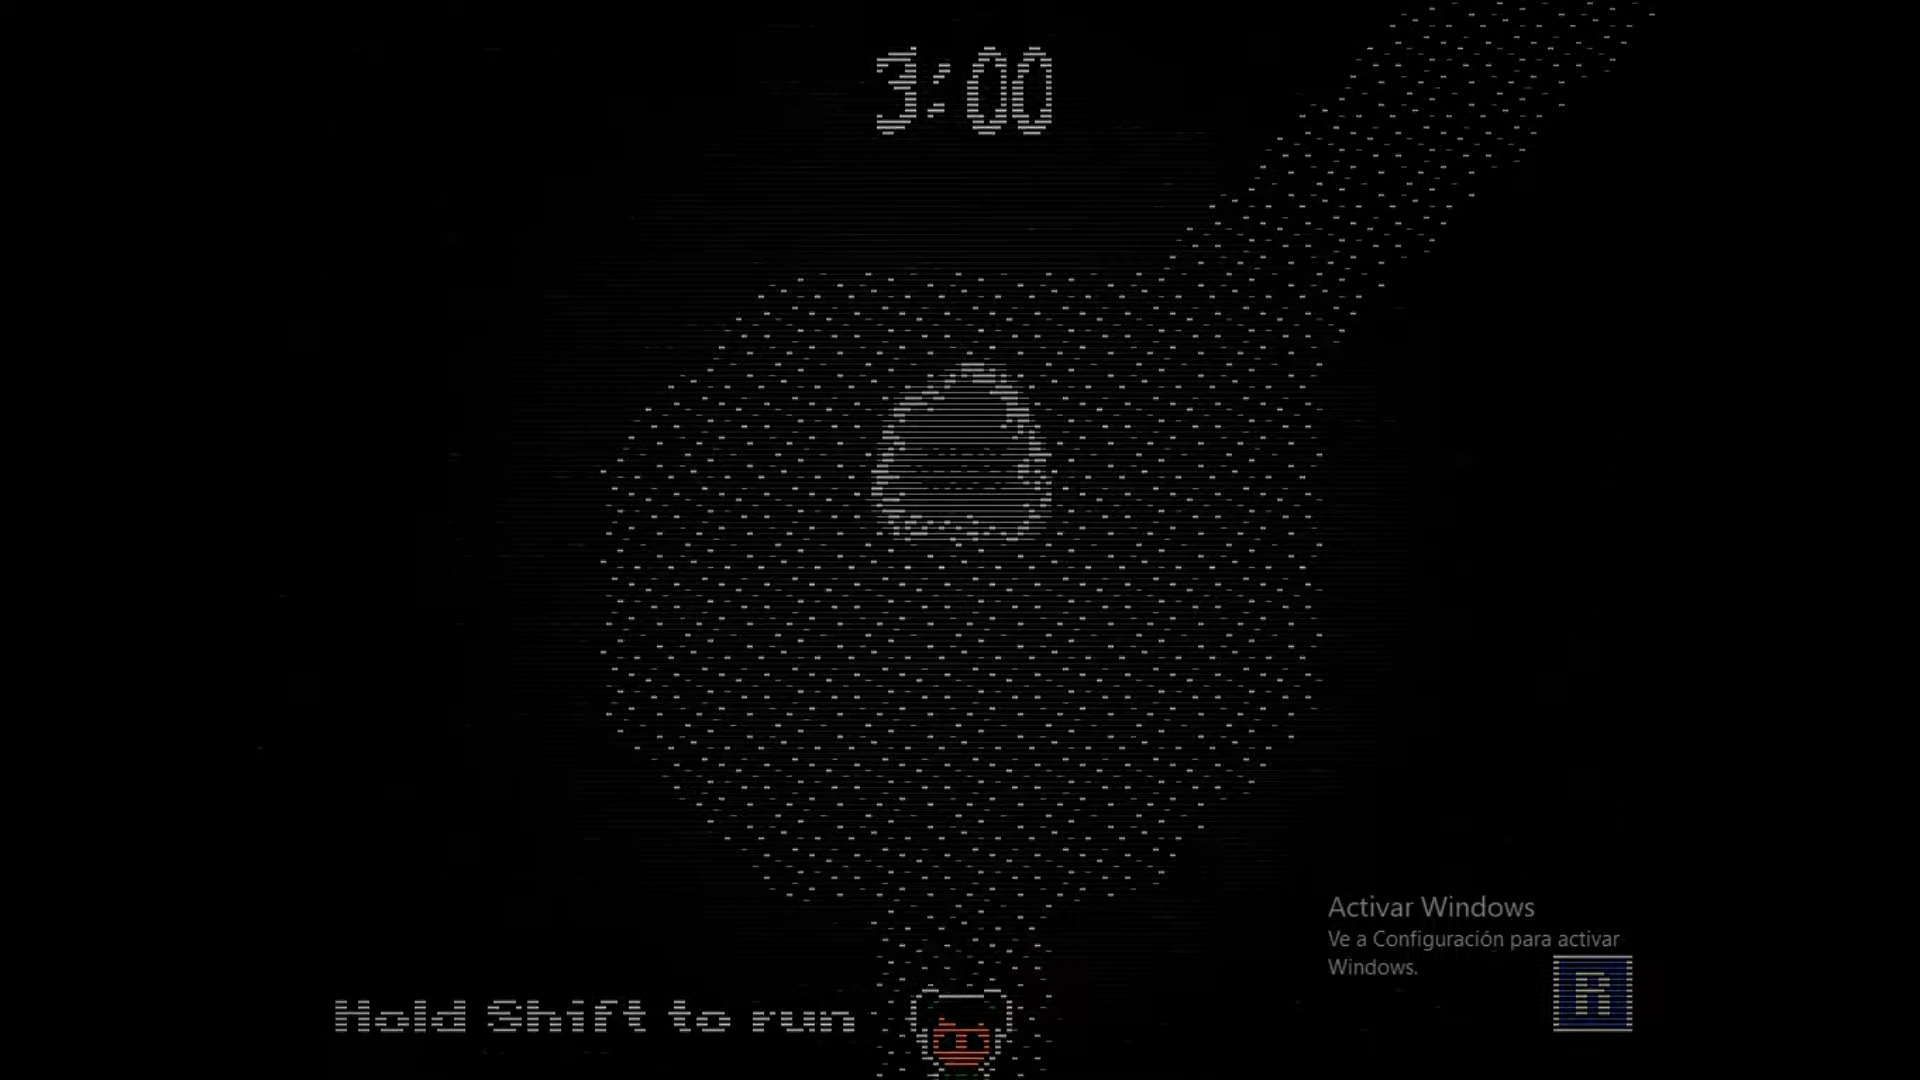 3:00
Activar Windows
Ve a Configuración para activar
Windows.
R
Hold Shift to run